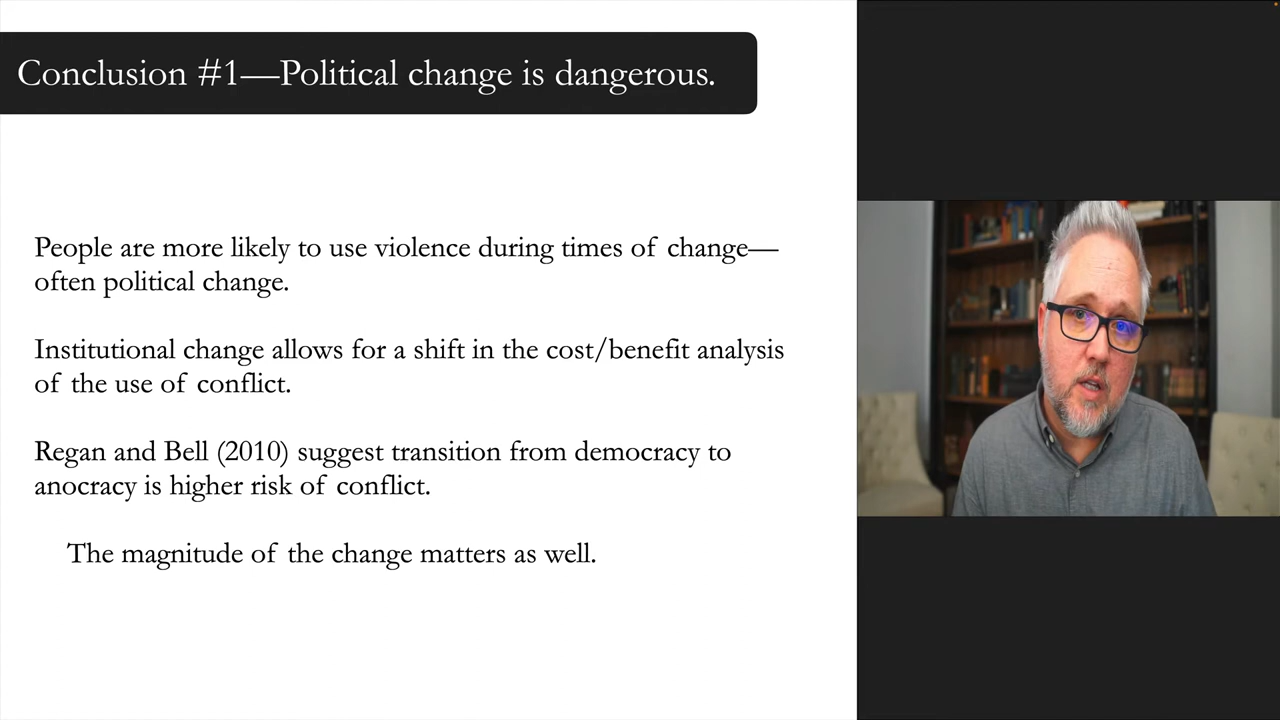 Conclusion #1—Political change is dangerous.
People are more likely to use violence during times of change—
often political change.
Institutional change allows for a shift in the cost/benefit analysis
of the use of conflict.
Regan and Bell (2010) suggest transition from democracy to
anocracy is higher risk of conflict.
The magnitude of the change matters as well.